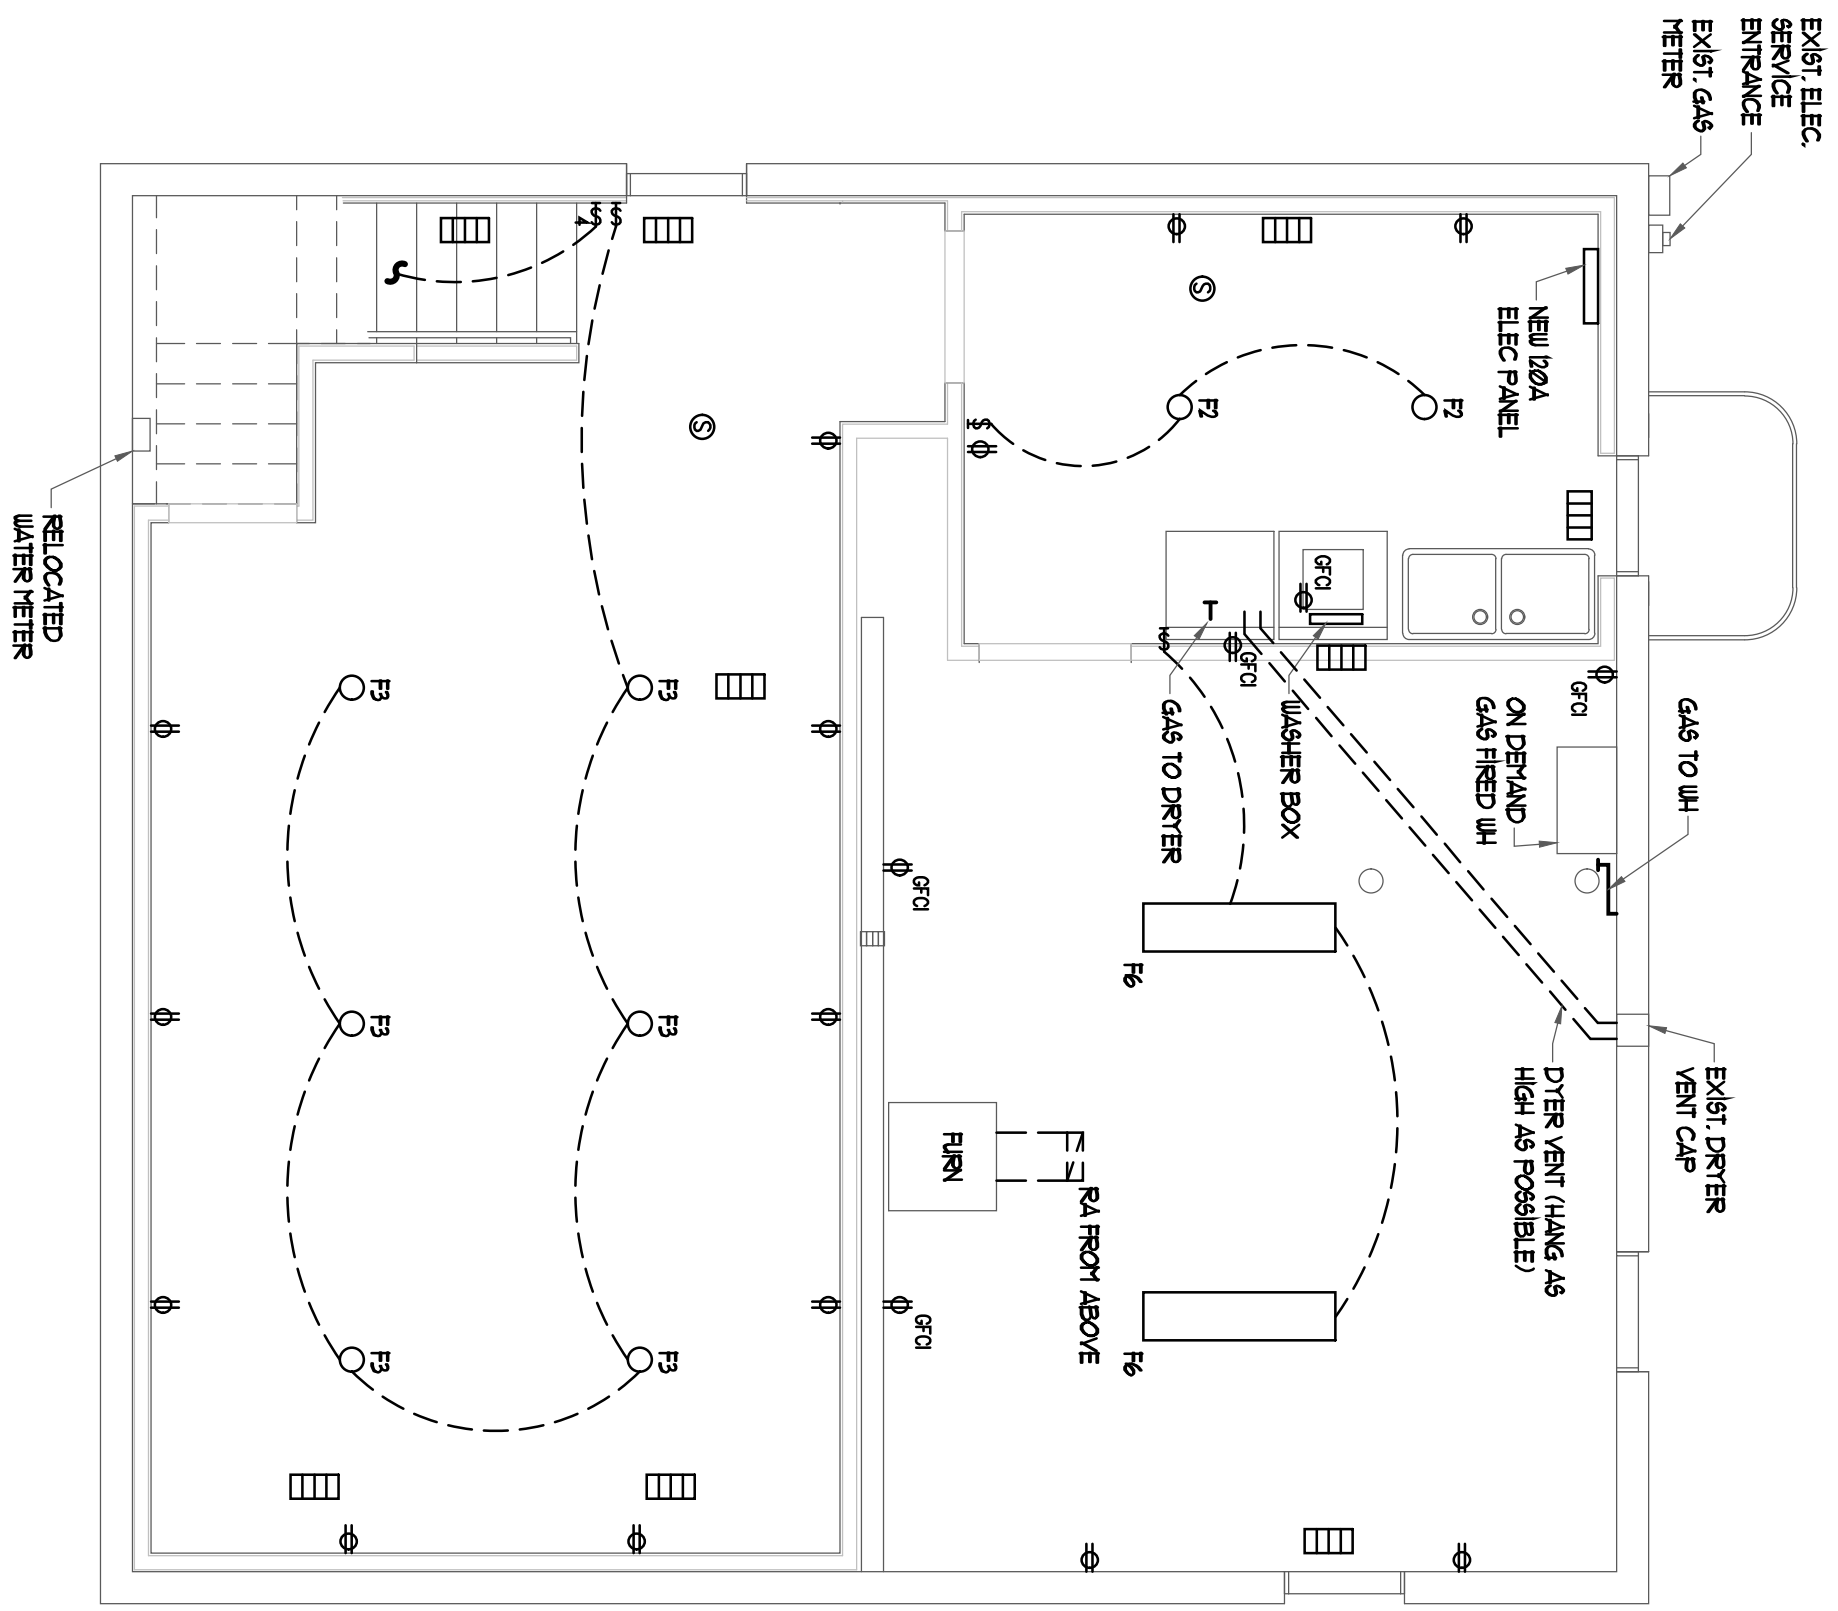 EXIST. ELEC.
SERVICE
ENTRANCE
EXIST. GAS
METER
NEW 120A
ELEC PANEL
S
S
4
S
F2
F2
S
S
RELOCATED
WATER METER
GFCI
T
S
GFCI
GFCI
GAS TO WH
ON DEMAND
GAS FIRED WH
WASHER BOX
GAS TO DRYER
F3
F3
GFCI
F6
F3
F3
EXIST. DRYER
VENT CAP
DYER VENT (HANG AS
HIGH AS POSSIBLE)
FURN
RA FROM ABOVE
GFCI
F6
F3
F3